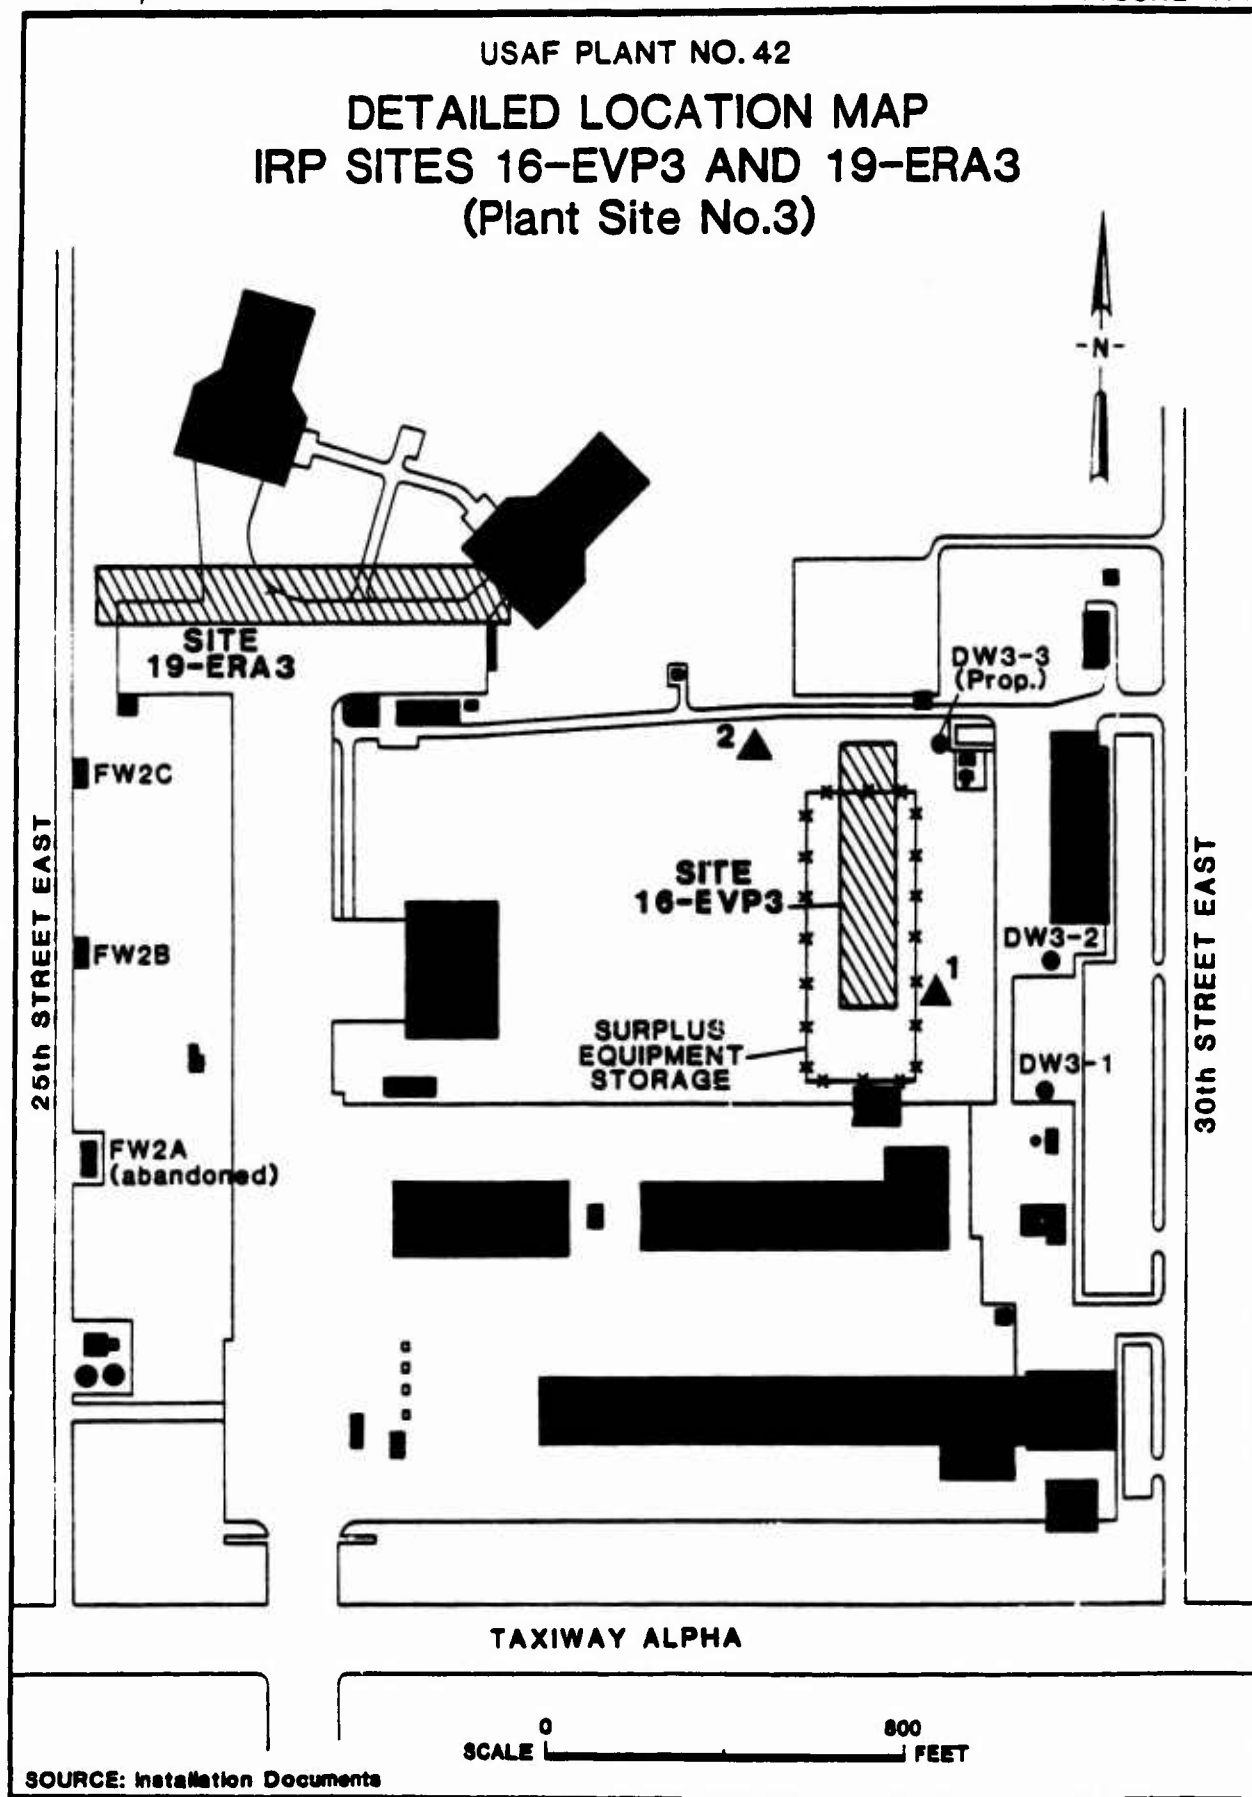 USAF PLANT NO. 42
DETAILED LOCATION MAP
IRP SITES 16-EVP3 AND 19-ERA3
(Plant Site No.3)
-N-
SITE
19-ERA3
DW3-3
(Prop.)
2
FW2C
SITE
16-EVP3
25th STREET EAST
30th STREET EAST
FW2B
DW3-2
1
SURPLUS
EQUIPMENT
STORAGE
DW3-1
FW2A
(abandoned)
TAXIWAY ALPHA
0 800
SCALE FEET
SOURCE: Installation Documents